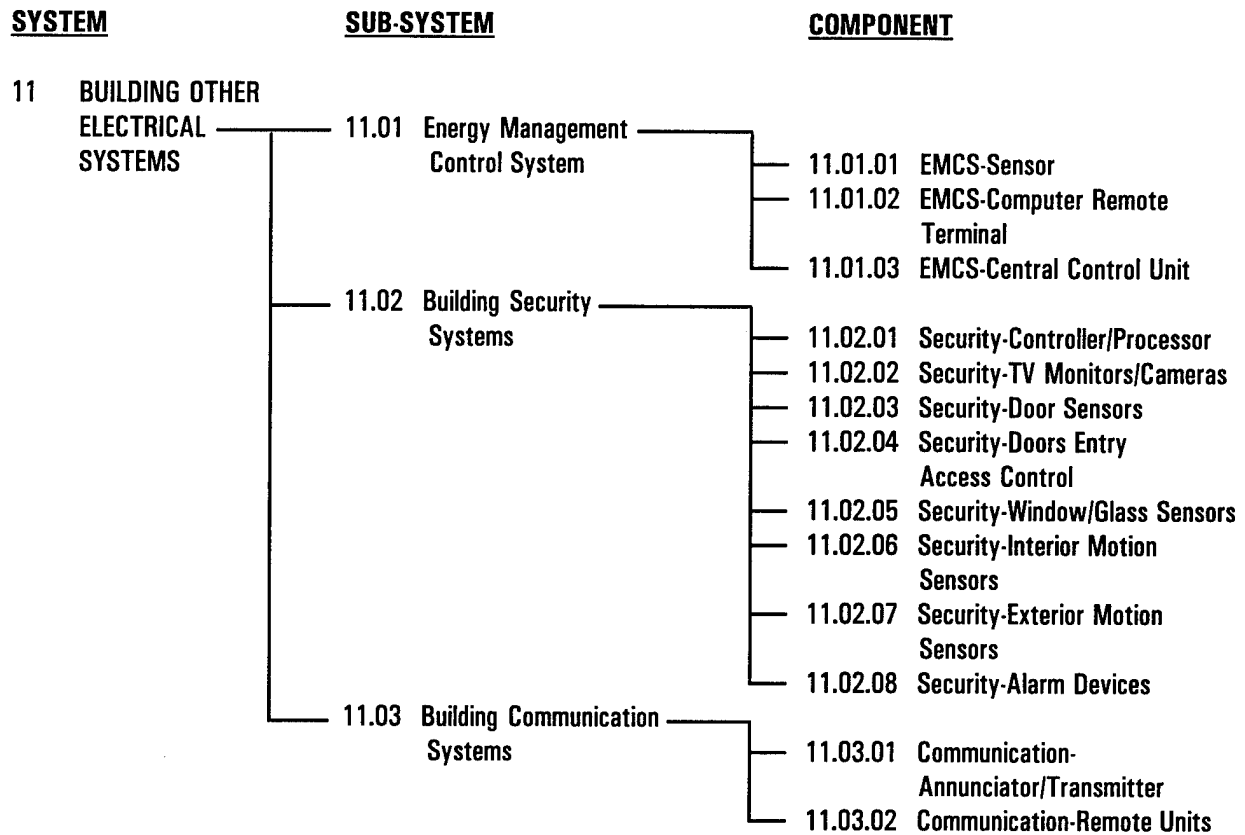 SYSTEM SUB-SYSTEM COMPONENT
11 BUILDING OTHER
ELECTRICAL 11.01 Energy Management
SYSTEMS Control System
11.01.01 EMCS-Sensor
11.01.02 EMCS-Computer Remote
Terminal
11.01.03 EMCS-Central Control Unit
11.02 Building Security
Systems
11.02.01 Security-Controller/Processor
11.02.02 Security-TV Monitors/Cameras
11.02.03 Security-Door Sensors
11.02.04 Security-Doors Entry
Access Control
11.02.05 Security-Window/Glass Sensors
11.02.06 Security-Interior Motion
Sensors
11.02.07 Security-Exterior Motion
Sensors
11.02.08 Security-Alarm Devices
11.03 Building Communication
Systems
11.03.01 Communication-
Annunciator/Transmitter
11.03.02 Communication-Remote Units